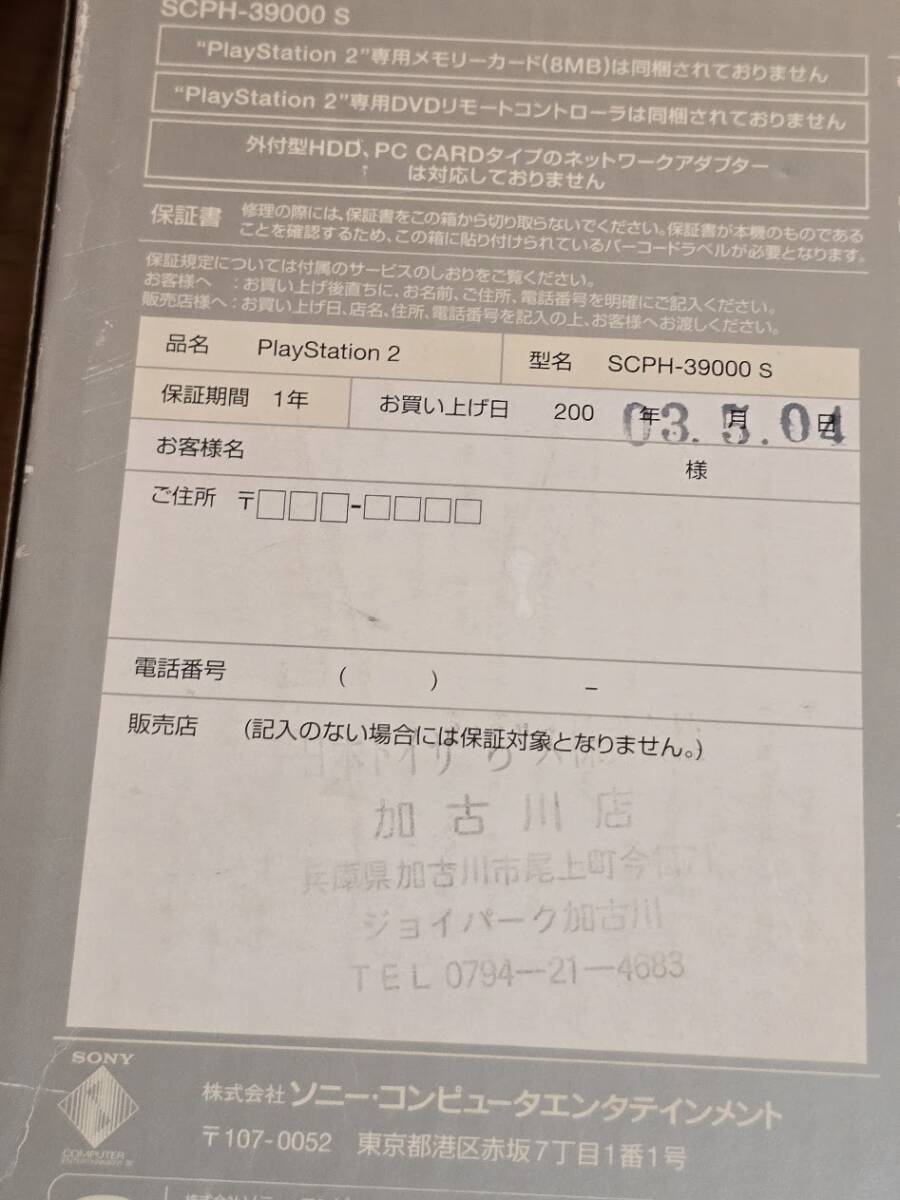 SCPH-39000 S
"PlayStation 2"専用メモリーカード(8MB)は同梱されておりません
"PlayStation 2"専用DVDリモートコントローラは同梱されておりません
外付型HDD、PC CARDタイプのネットワークアダプター
は対応しておりません
保証書 修理の際には、保証書をこの箱から切り取らないでください。保証書が本機のものである
ことを確認するため、この箱に貼り付けられているバーコードラベルが必要となります。
保証規定については付属のサービスのしおりをご覧ください。
お客様へ :お買い上げ後直ちに、お名前、ご住所、電話番号を明確にご記入ください。
販売店様へ:お買い上げ日、店名、住所、電話番号を記入の上、お客様へお渡しください。
品名 PlayStation 2 型名 SCPH-39000 S
保証期間 1年 お買い上げ日 200 年 月 日
03.5.04
お客様名 様
ご住所 〒□□□-□□□□
電話番号 ( ) –
販売店 (記入のない場合には保証対象となりません。)
日本トイザらス株
加古川店
兵庫県加古川市尾上町今福
ジョイパーク加古川
TEL 0794-21-4683
SONY
COMPUTER
ENTERTAINMENT
株式会社 ソニー・コンピュータエンタテインメント
〒107-0052 東京都港区赤坂7丁目1番1号